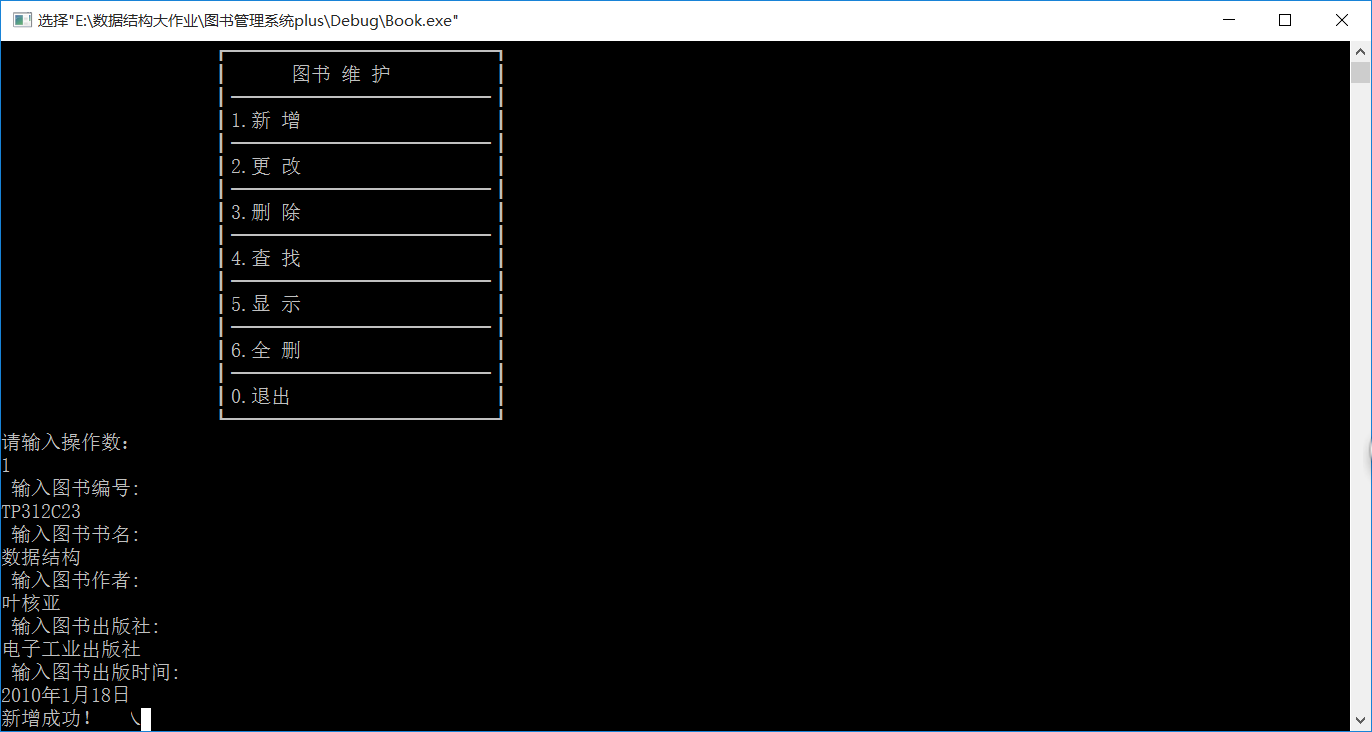 选择"E:\数据结构大作业\图书管理系统plus\Debug\Book.exe"
图书 维 护
1.新 增
2.更 改
3.删 除
4.查 找
5.显 示
6.全 删
0.退出
请输入操作数：
1
输入图书编号:
TP312C23
输入图书书名:
数据结构
输入图书作者:
叶核亚
输入图书出版社:
电子工业出版社
输入图书出版时间:
2010年1月18日
新增成功!